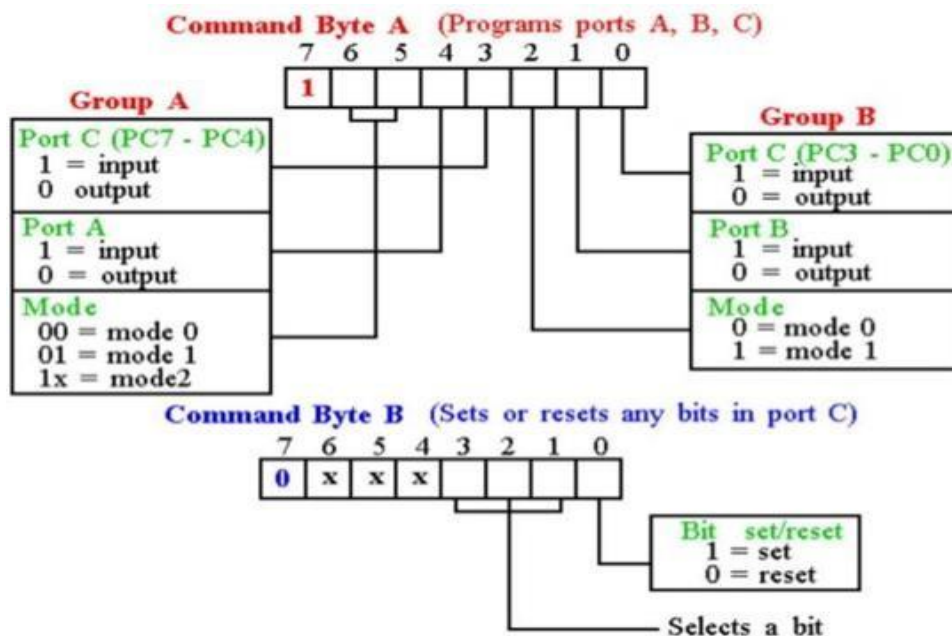 Command Byte A (Programs ports A, B, C)
7 6 5 4 3 2 1 0
1
Group A
Port C (PC7 - PC4)
1 = input
0 output
Port A
1 = input
0 = output
Mode
00 = mode 0
01 = mode 1
1x = mode2
Group B
Port C (PC3 - PC0)
1 = input
0 = output
Port B
1 = input
0 = output
Mode
0 = mode 0
1 = mode 1
Command Byte B (Sets or resets any bits in port C)
7 6 5 4 3 2 1 0
0 x x x
Bit set/reset
1 = set
0 = reset
Selects a bit